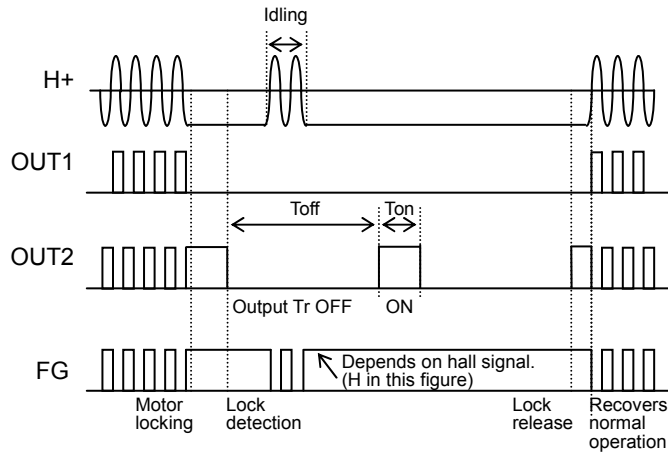 Idling
H+
OUT1
Toff
Ton
OUT2
Output Tr OFF
ON
FG
Depends on hall signal.
(H in this figure)
Motor
locking
Lock
detection
Lock
release
Recovers
normal
operation